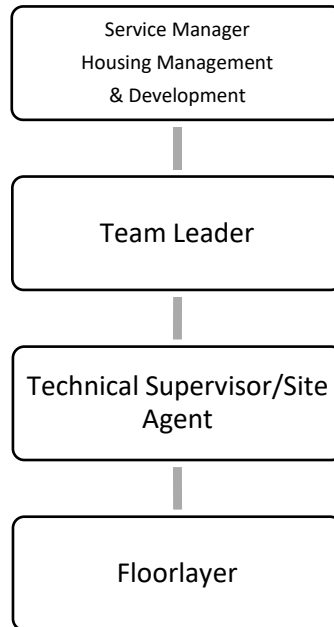 Service Manager
Housing Management
& Development
Team Leader
Technical Supervisor/Site
Agent
Floorlayer